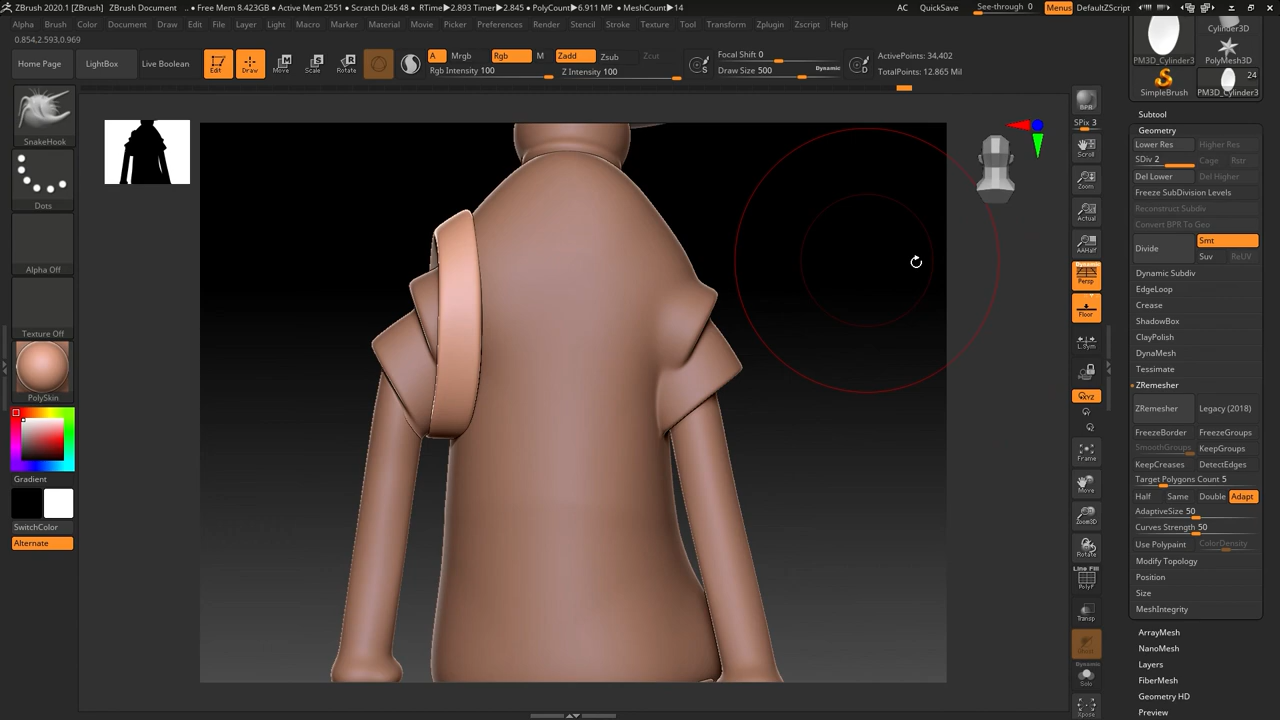 ZBrush 2020.1 [ZBrush] ZBrush Document .. • Free Mem 8.423GB • Active Mem 2551 • Scratch Disk 48 • RTime▶2.893 Timer▶2.845 • PolyCount▶6.911 MP • MeshCount▶14 AC QuickSave See-through 0 Menus DefaultZScript
Alpha Brush Color Document Draw Edit File Layer Light Macro Marker Material Movie Picker Preferences Render Stencil Stroke Texture Tool Transform Zplugin Zscript Help
0.854,2.593,0.969
Home Page LightBox Live Boolean Edit Draw Move Scale Rotate
A Mrgb Rgb M Zadd Zsub Zcut
Rgb Intensity 100 Z Intensity 100
Focal Shift 0
Draw Size 500 Dynamic
S D
ActivePoints: 34,402
TotalPoints: 12.865 Mil
SnakeHook
Dots
Alpha Off
Texture Off
PolySkin
Gradient
SwitchColor
Alternate
BPR
SPix 3
Scroll
Zoom
Actual
AAHalf
Dynamic
Persp
Floor
L.Sym
XYZ
Frame
Move
Zoom3D
Rotate
Line Fill
PolyF
Transp
Dynamic
Solo
Xpose
Cylinder3D
PM3D_Cylinder3 PolyMesh3D
24
SimpleBrush PM3D_Cylinder3
Subtool
Geometry
Lower Res Higher Res
SDiv 2 Cage Rstr
Del Lower Del Higher
Freeze SubDivision Levels
Reconstruct Subdiv
Convert BPR To Geo
Divide Smt
Suv ReUV
Dynamic Subdiv
EdgeLoop
Crease
ShadowBox
ClayPolish
DynaMesh
Tessimate
ZRemesher
ZRemesher Legacy (2018)
FreezeBorder FreezeGroups
SmoothGroups KeepGroups
KeepCreases DetectEdges
Target Polygons Count 5
Half Same Double Adapt
AdaptiveSize 50
Curves Strength 50
Use Polypaint ColorDensity
Modify Topology
Position
Size
MeshIntegrity
ArrayMesh
NanoMesh
Layers
FiberMesh
Geometry HD
Preview